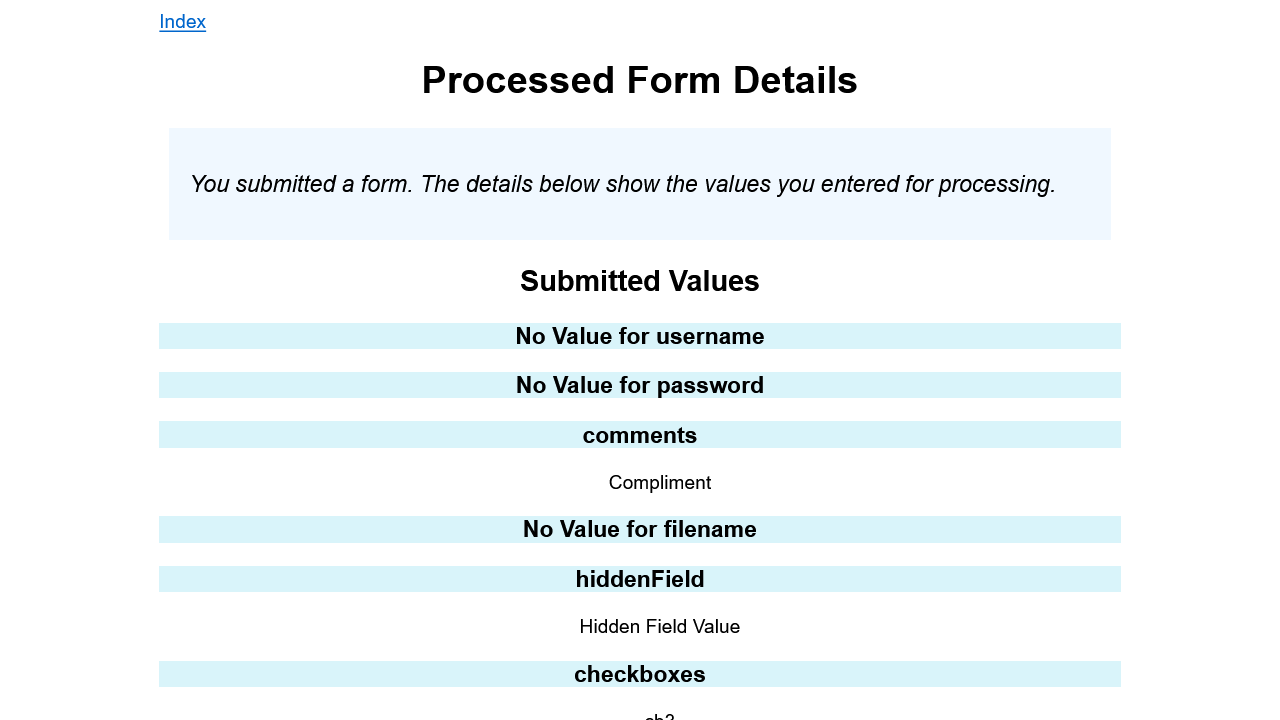 Index
Processed Form Details
You submitted a form. The details below show the values you entered for processing.
Submitted Values
No Value for username
No Value for password
comments
Compliment
No Value for filename
hiddenField
Hidden Field Value
checkboxes